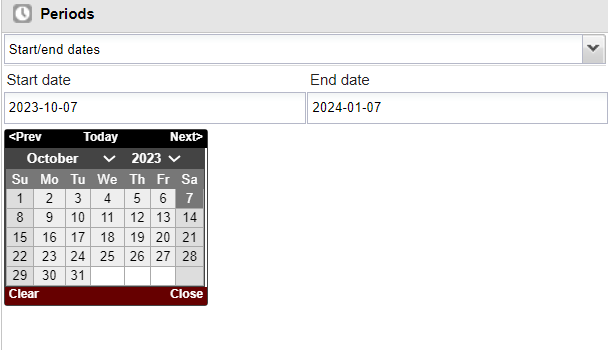 Periods
Start/end dates
Start date End date
2023-10-07 2024-01-07
<Prev Today Next>
October 2023
Su Mo Tu We Th Fr Sa
1 2 3 4 5 6 7
8 9 10 11 12 13 14
15 16 17 18 19 20 21
22 23 24 25 26 27 28
29 30 31
Clear Close